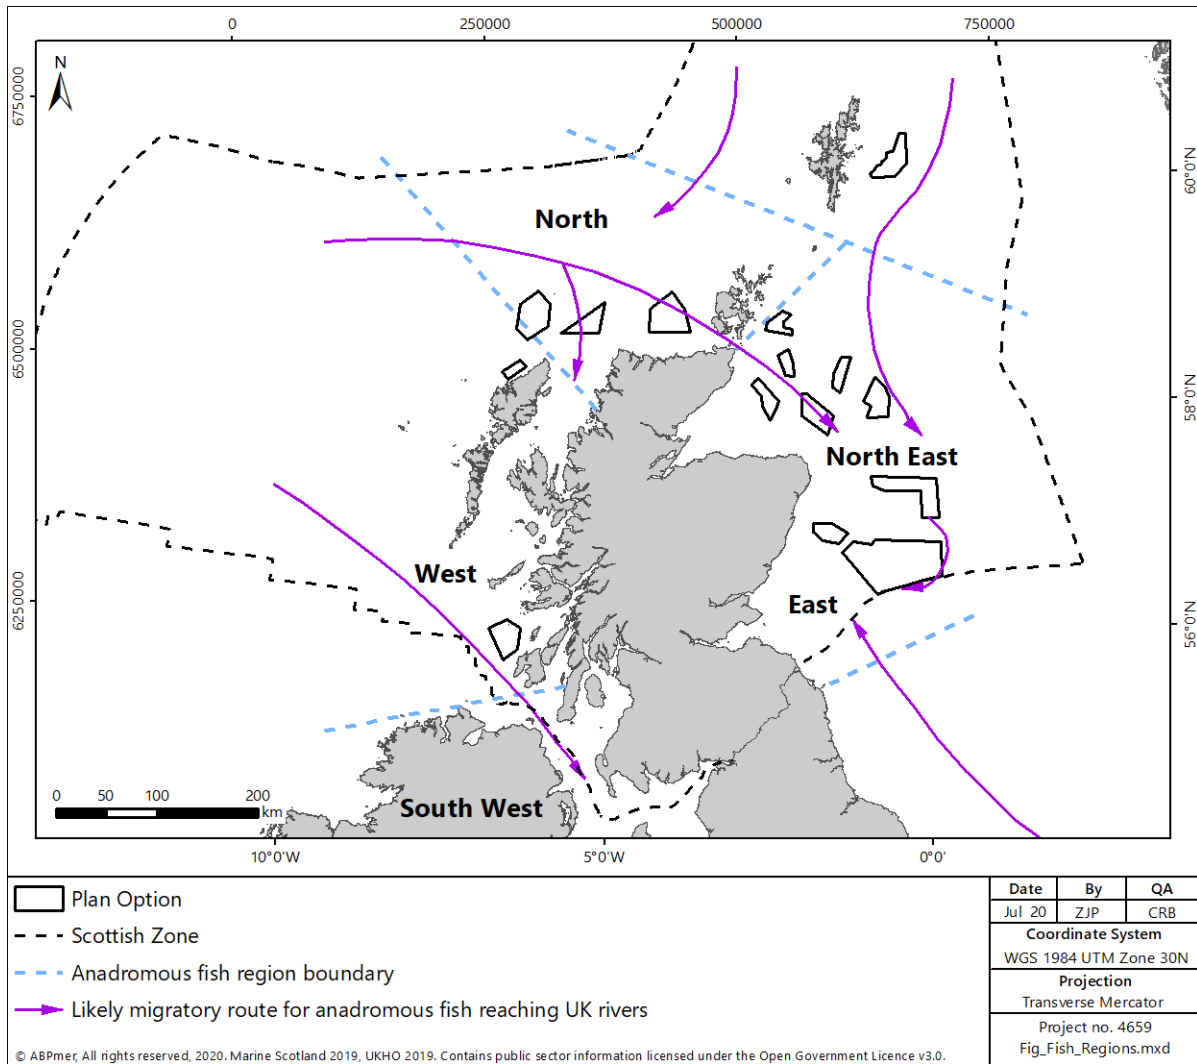 0 250000 500000 750000
6750000
6500000
6250000
60°0'N
58°0'N
56°0'N
N
North
North East
West
East
South West
0 50 100 200
km
10°0'W 5°0'W 0°0'
Plan Option
Scottish Zone
Anadromous fish region boundary
Likely migratory route for anadromous fish reaching UK rivers
© ABPmer, All rights reserved, 2020. Marine Scotland 2019, UKHO 2019. Contains public sector information licensed under the Open Government Licence v3.0.
Date By QA
Jul 20 ZJP CRB
Coordinate System
WGS 1984 UTM Zone 30N
Projection
Transverse Mercator
Project no. 4659
Fig_Fish_Regions.mxd